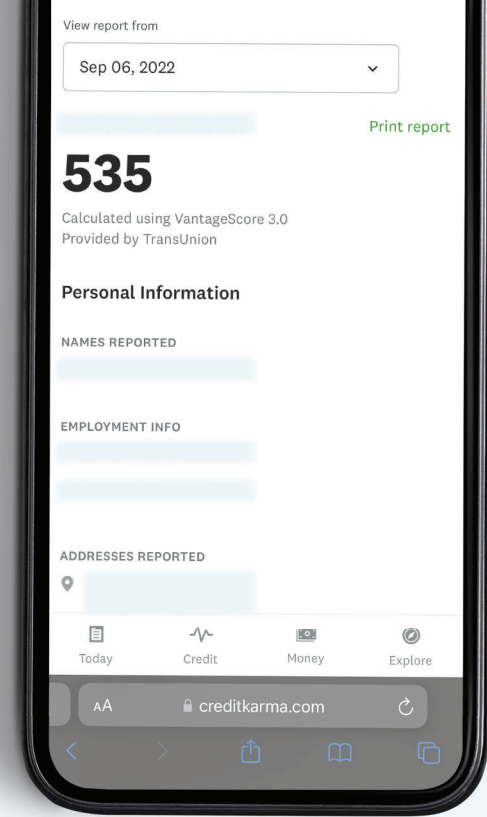 View report from
Sep 06, 2022
Print report
535
Calculated using VantageScore 3.0
Provided by TransUnion
Personal Information
NAMES REPORTED
EMPLOYMENT INFO
ADDRESSES REPORTED
Today
Credit
Money
Explore
AA
creditkarma.com